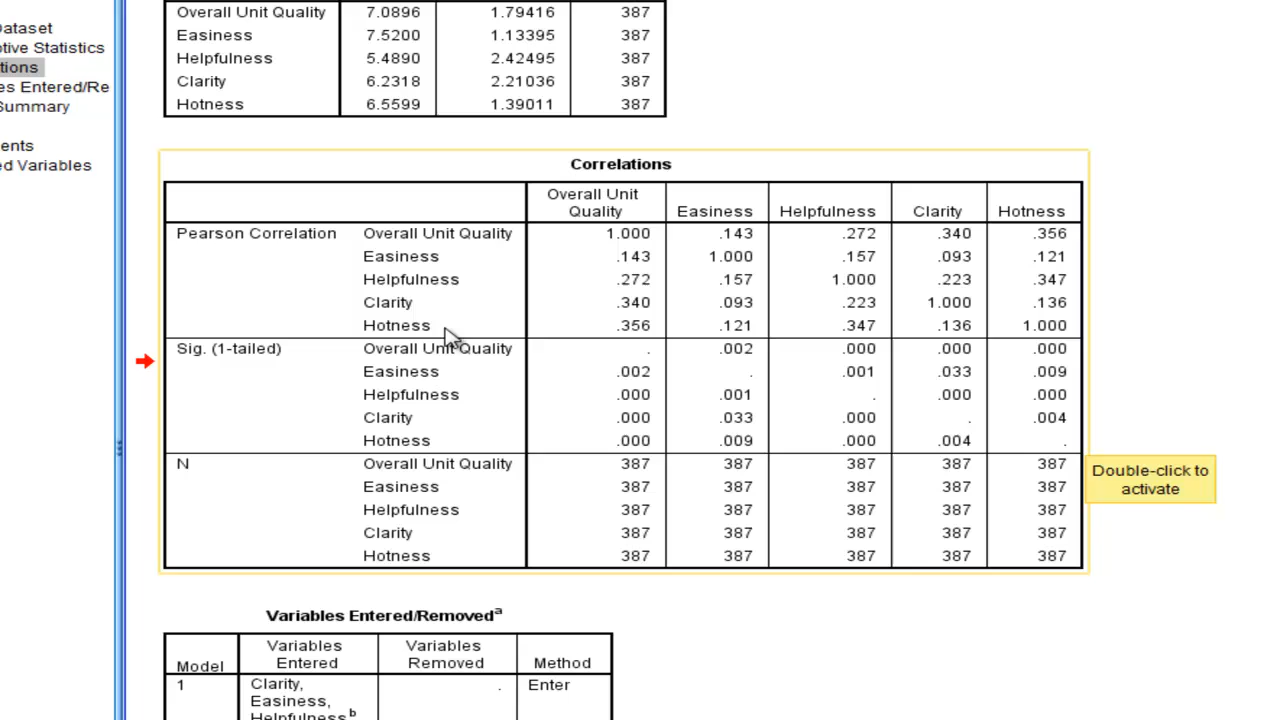 Dataset
tive Statistics
tions
es Entered/Re
Summary
ents
ed Variables
Overall Unit Quality 7.0896 1.79416 387
Easiness 7.5200 1.13395 387
Helpfulness 5.4890 2.42495 387
Clarity 6.2318 2.21036 387
Hotness 6.5599 1.39011 387
Correlations
Overall Unit
Quality Easiness Helpfulness Clarity Hotness
Pearson Correlation Overall Unit Quality 1.000 .143 .272 .340 .356
Easiness .143 1.000 .157 .093 .121
Helpfulness .272 .157 1.000 .223 .347
Clarity .340 .093 .223 1.000 .136
Hotness .356 .121 .347 .136 1.000
Sig. (1-tailed) Overall Unit Quality . .002 .000 .000 .000
Easiness .002 . .001 .033 .009
Helpfulness .000 .001 . .000 .000
Clarity .000 .033 .000 . .004
Hotness .000 .009 .000 .004 .
N Overall Unit Quality 387 387 387 387 387
Easiness 387 387 387 387 387
Helpfulness 387 387 387 387 387
Clarity 387 387 387 387 387
Hotness 387 387 387 387 387
Double-click to
activate
Variables Entered/Removedᵃ
Variables Variables
Model Entered Removed Method
1 Clarity, . Enter
Easiness,
Helpfulnessᵇ